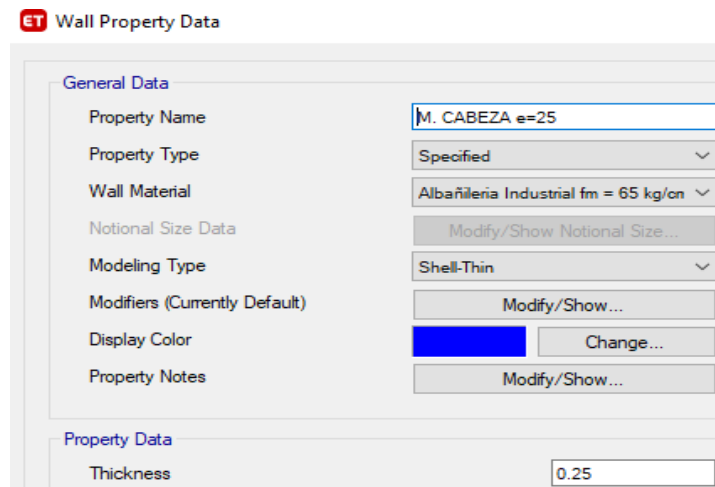 ET Wall Property Data
General Data
Property Name M. CABEZA e=25
Property Type Specified
Wall Material Albañileria Industrial fm = 65 kg/cm
Notional Size Data Modify/Show Notional Size...
Modeling Type Shell-Thin
Modifiers (Currently Default) Modify/Show...
Display Color Change...
Property Notes Modify/Show...
Property Data
Thickness 0.25